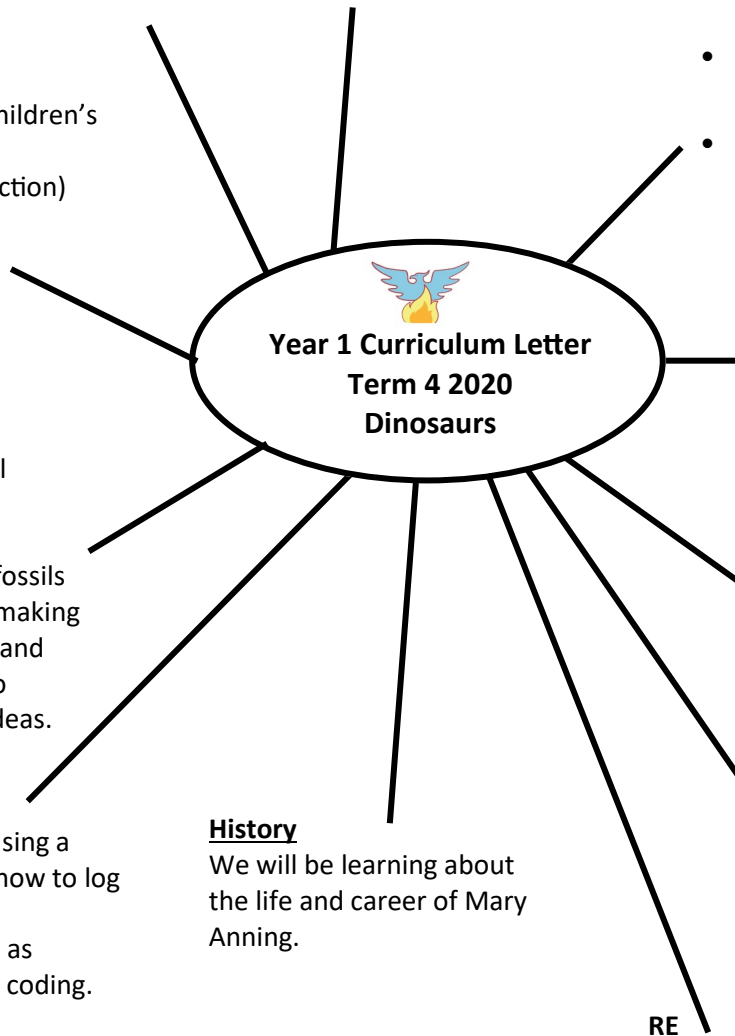 hildren's
ction)
Year 1 Curriculum Letter
Term 4 2020
Dinosaurs
l
fossils
making
and
o
deas.
sing a
how to log
as
coding.
History
We will be learning about
the life and career of Mary
Anning.
RE